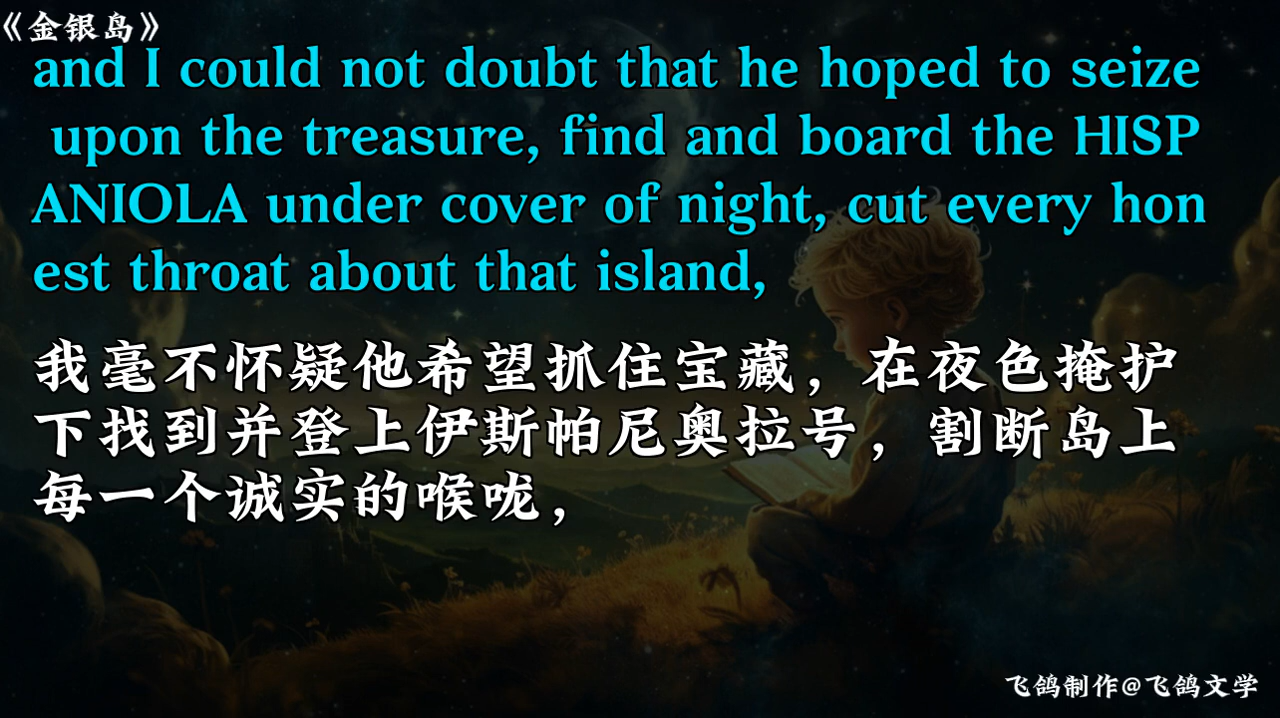 《金银岛》
and I could not doubt that he hoped to seize
upon the treasure, find and board the HISP
ANIOLA under cover of night, cut every hon
est throat about that island,
我毫不怀疑他希望抓住宝藏，在夜色掩护
下找到并登上伊斯帕尼奥拉号，割断岛上
每一个诚实的喉咙，
飞鸽制作@飞鸽文学